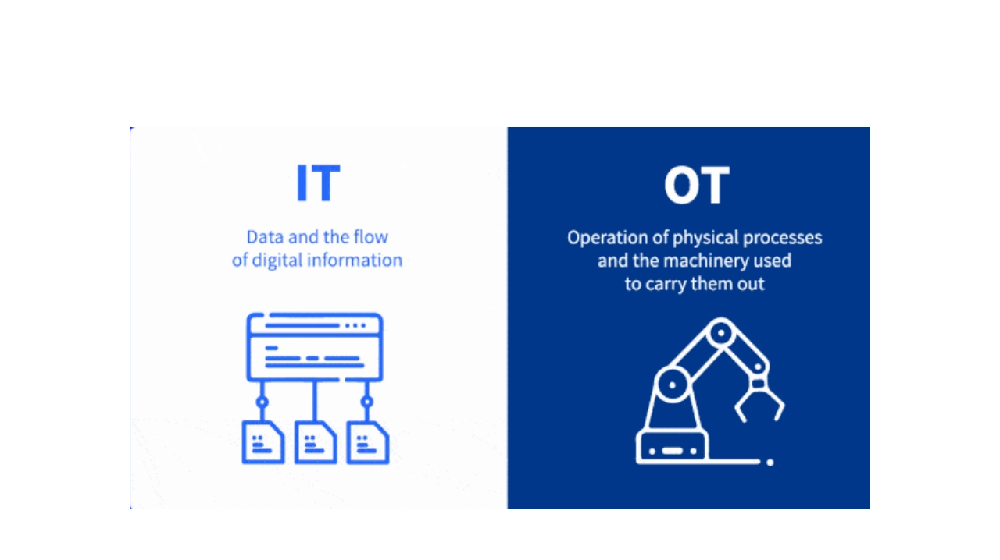 IT
Data and the flow
of digital information
OT
Operation of physical processes
and the machinery used
to carry them out